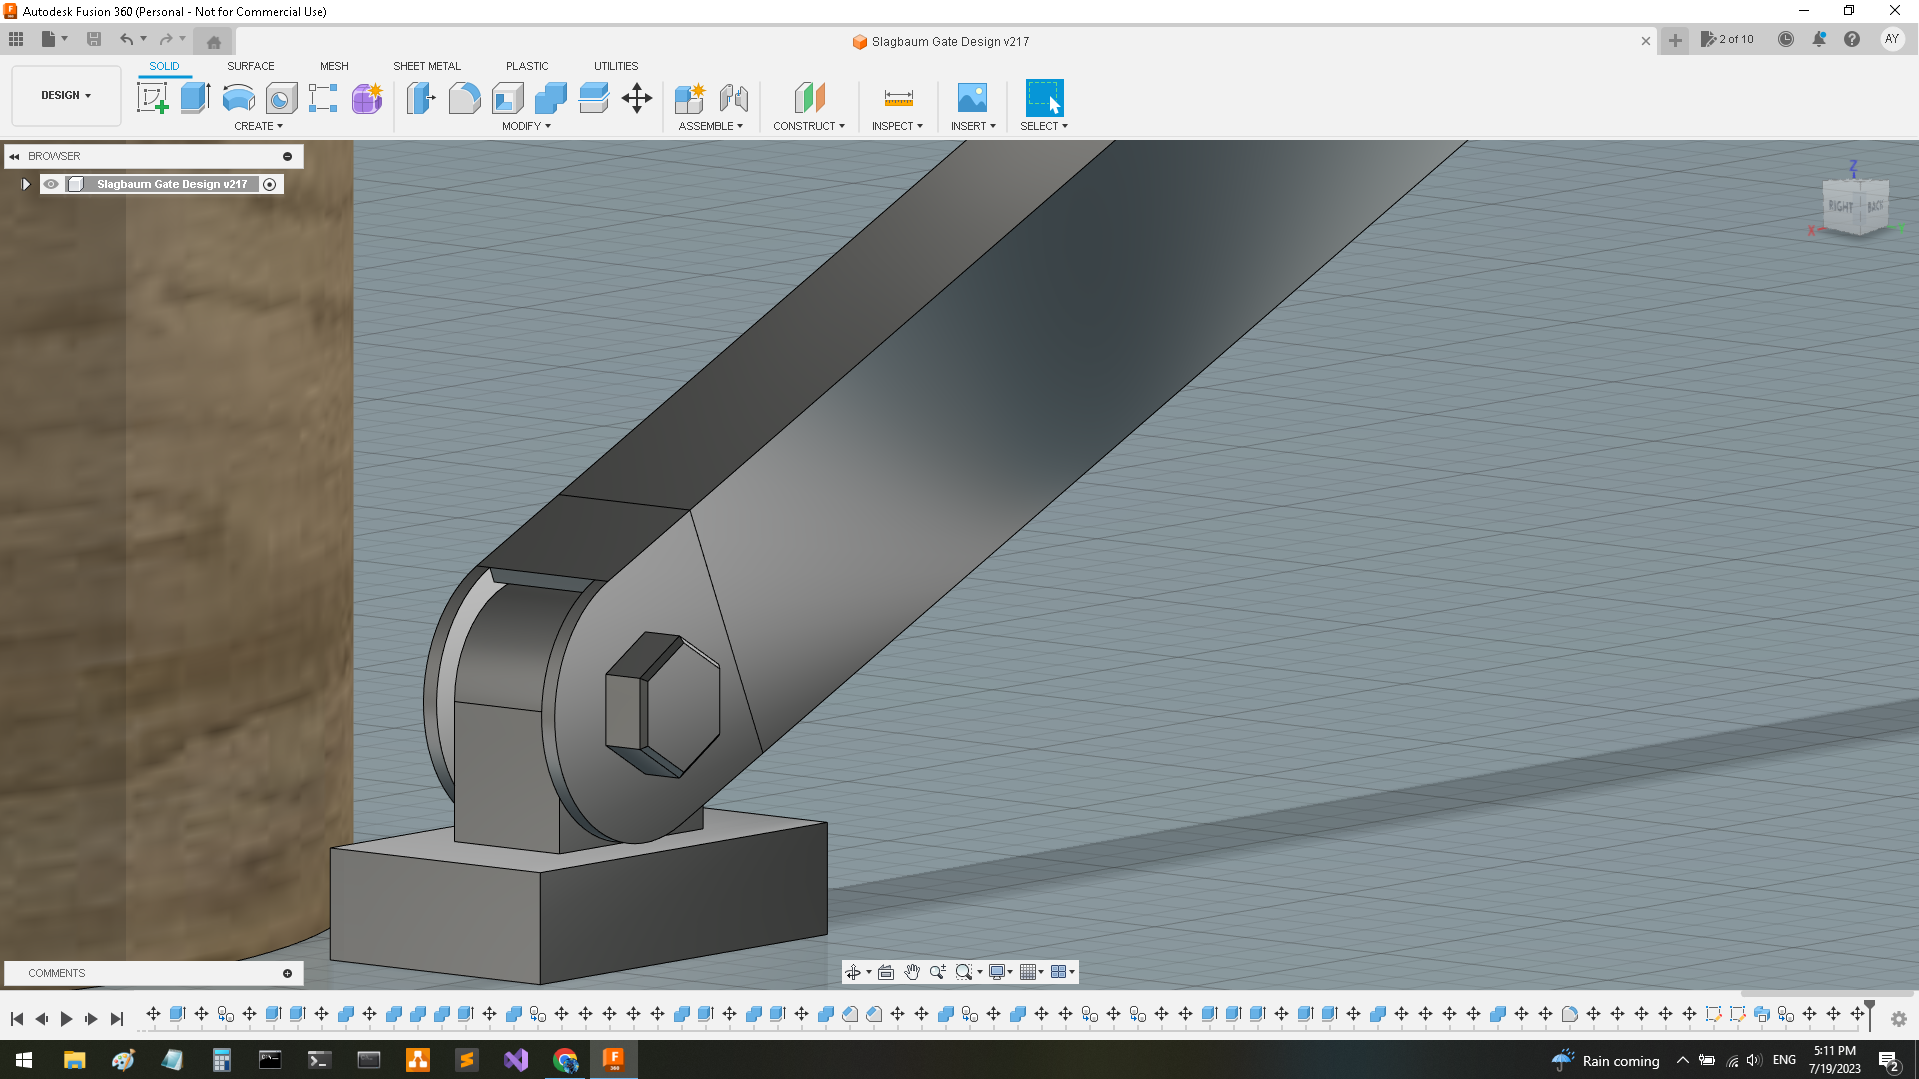 Autodesk Fusion 360 (Personal - Not for Commercial Use)
Slagbaum Gate Design v217
2 of 10
AY
SOLID
SURFACE
MESH
SHEET METAL
PLASTIC
UTILITIES
DESIGN
CREATE
MODIFY
ASSEMBLE
CONSTRUCT
INSPECT
INSERT
SELECT
BROWSER
Slagbaum Gate Design v217
Z
RIGHT
BACK
X
Y
COMMENTS
F
360
Rain coming
ENG
5:11 PM
7/19/2023
2